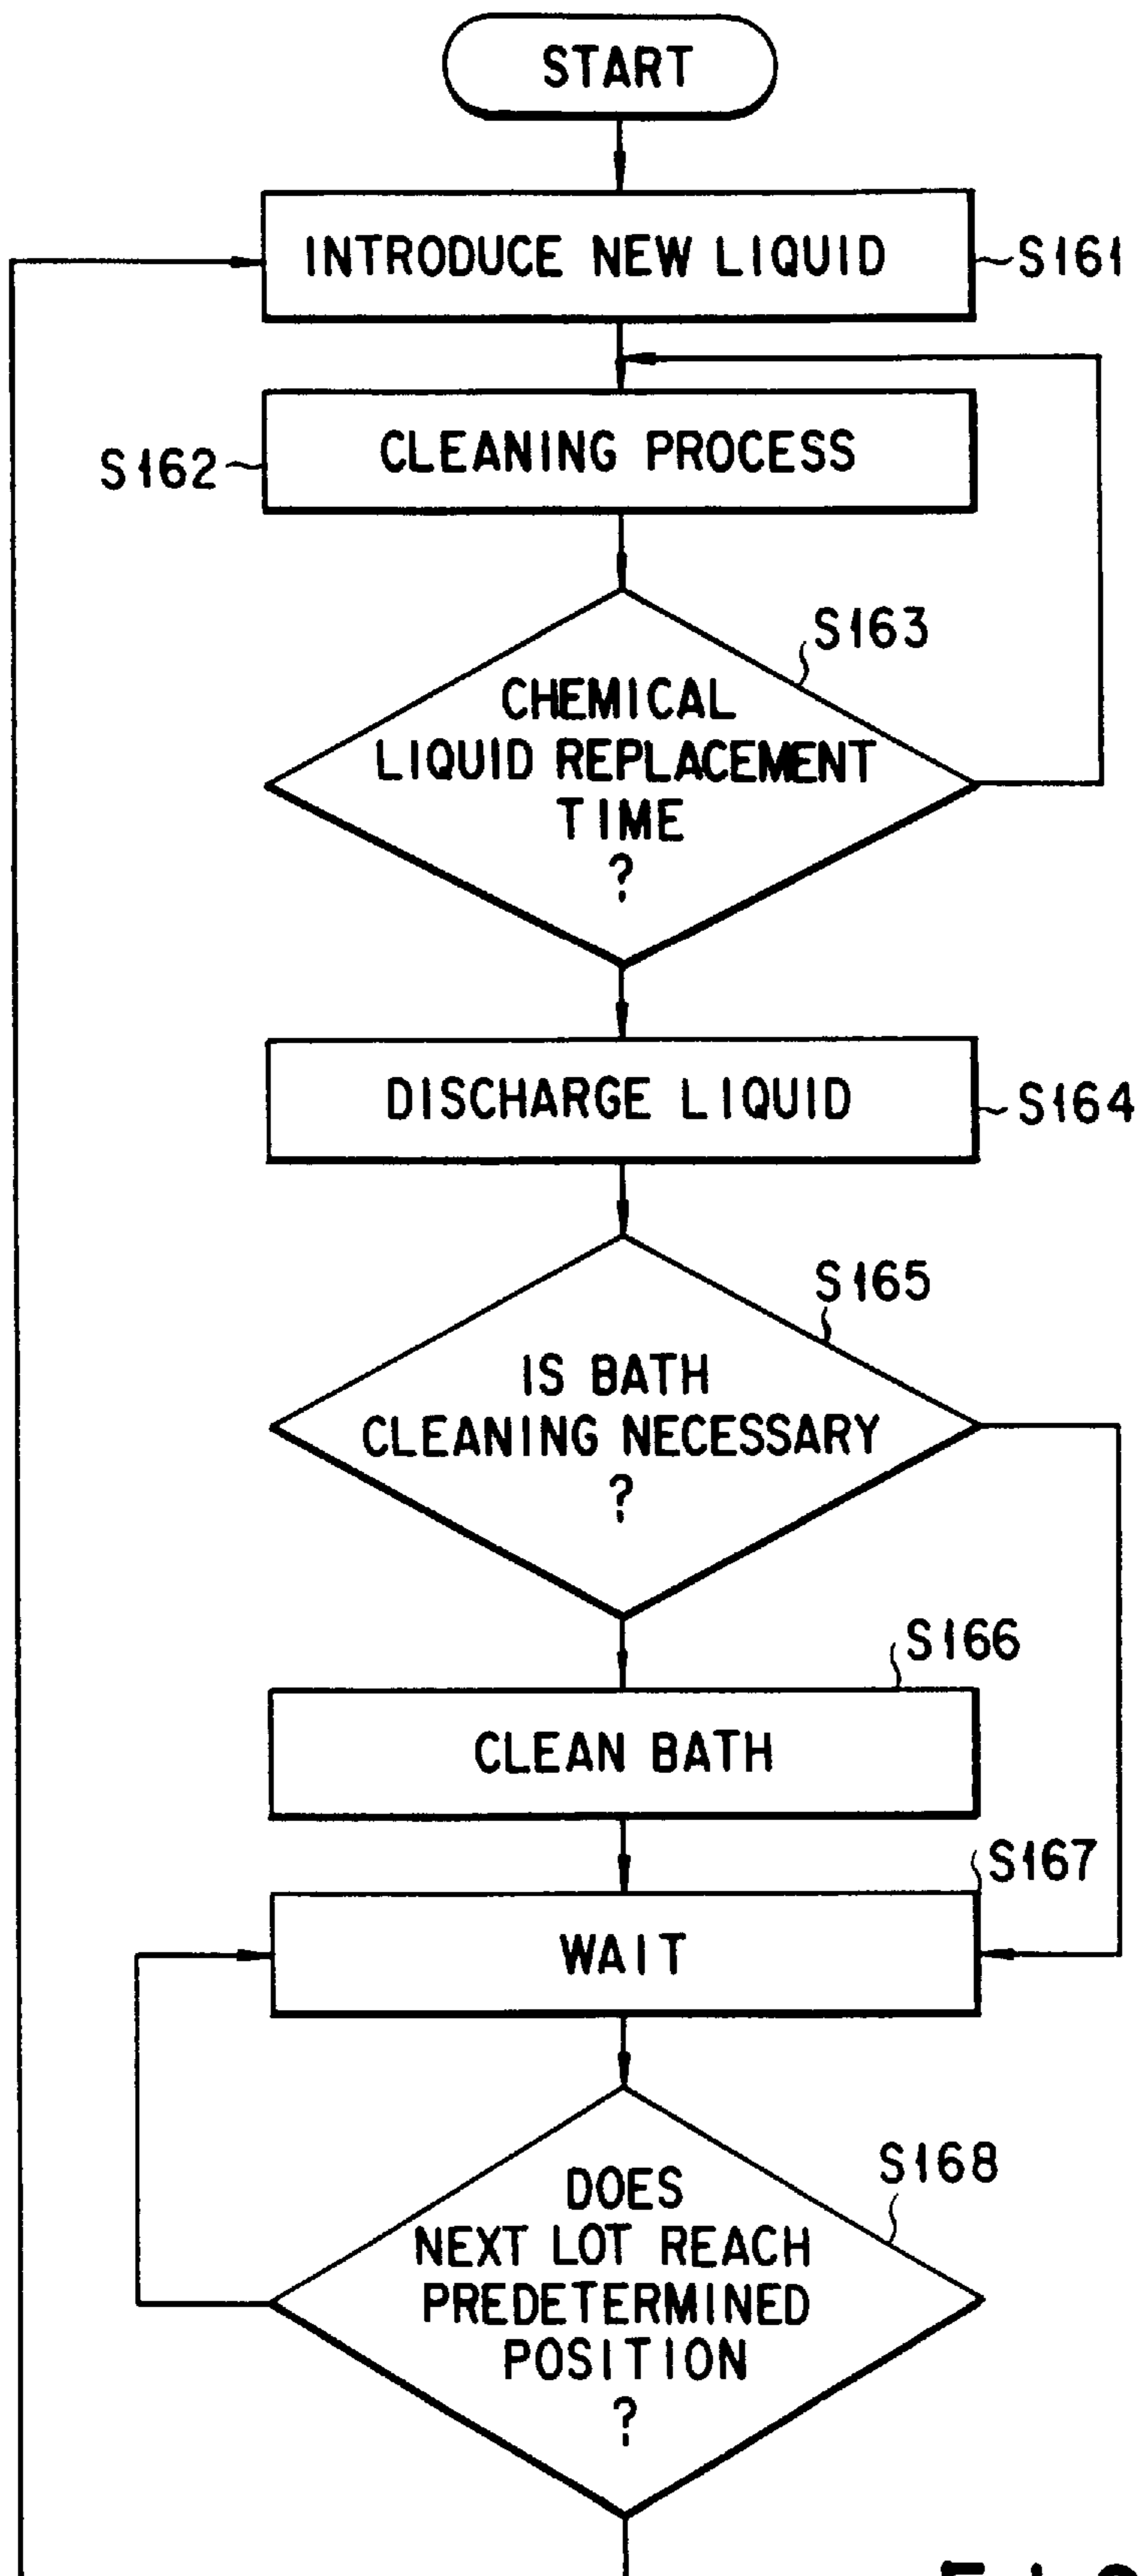 START
INTRODUCE NEW LIQUID
S161
CLEANING PROCESS
S162
S163
CHEMICAL
LIQUID REPLACEMENT
TIME
?
DISCHARGE LIQUID
S164
S165
IS BATH
CLEANING NECESSARY
?
S166
CLEAN BATH
S167
WAIT
S168
DOES
NEXT LOT REACH
PREDETERMINED
POSITION
?